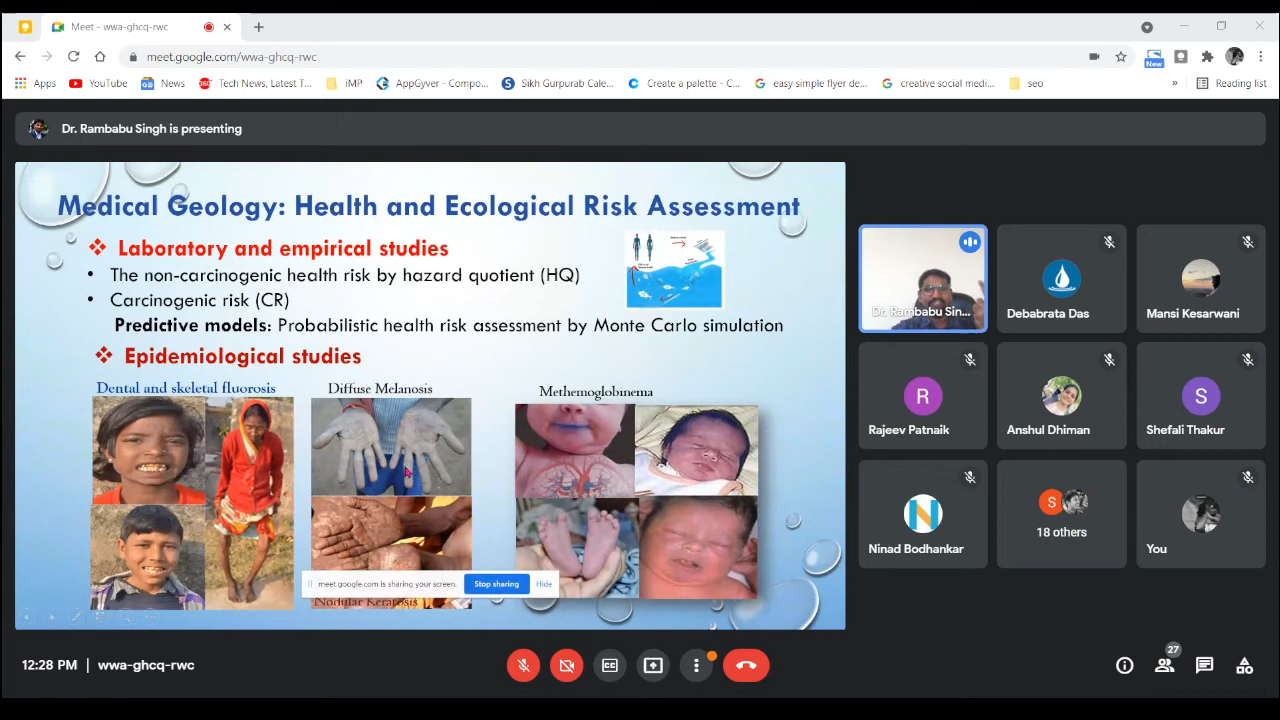 Meet - wwa-ghcq-rwc
meet.google.com/wwa-ghcq-rwc
New
Apps
YouTube
News
Tech News, Latest T...
iMP
AppGyver - Compo...
Sikh Gurpurab Cale...
Create a palette - C...
easy simple flyer de...
creative social medi...
seo
»
Reading list
Dr. Rambabu Singh is presenting
Medical Geology: Health and Ecological Risk Assessment
❖ Laboratory and empirical studies
• The non-carcinogenic health risk by hazard quotient (HQ)
• Carcinogenic risk (CR)
Predictive models: Probabilistic health risk assessment by Monte Carlo simulation
❖ Epidemiological studies
Dental and skeletal fluorosis
Diffuse Melanosis
Methemoglobinema
meet.google.com is sharing your screen.
Stop sharing
Hide
Nodular Keratosis
Dr. Rambabu Sin...
Debabrata Das
Mansi Kesarwani
R
Rajeev Patnaik
Anshul Dhiman
S
Shefali Thakur
N
Ninad Bodhankar
S
18 others
You
12:28 PM | wwa-ghcq-rwc
CC
27